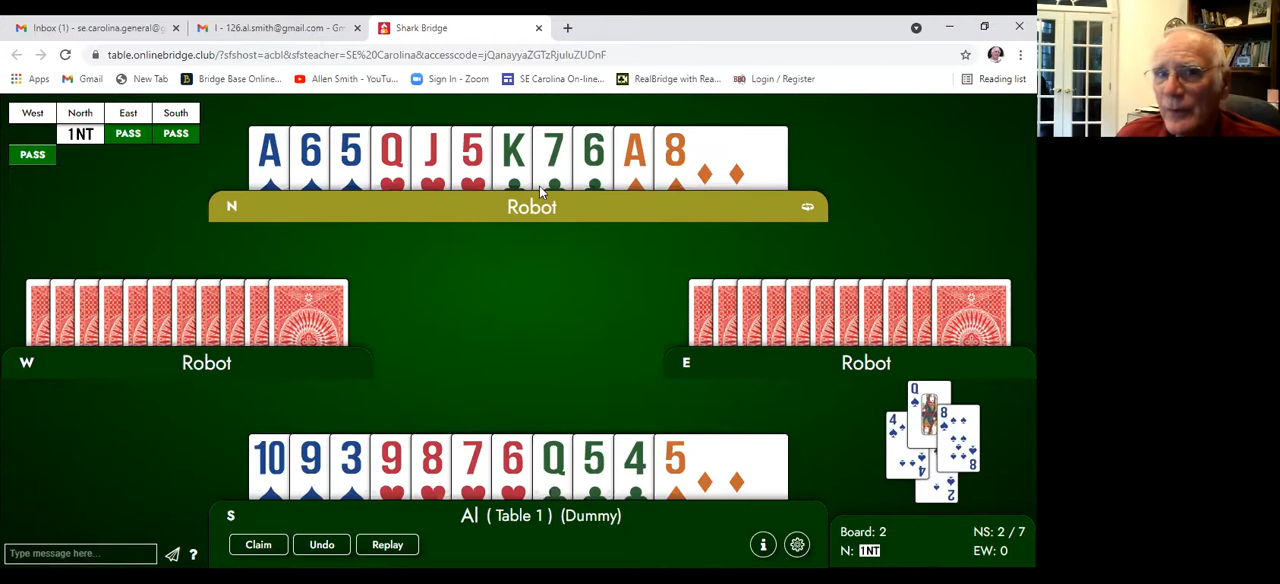 Inbox (1) - se.carolina.general@g
I - 126.al.smith@gmail.com - Gm
Shark Bridge
table.onlinebridge.club/?sfshost=acbl&sfsteacher=SE%20Carolina&accesscode=jQanayyaZGTzRjuluZUDnF
Apps
Gmail
New Tab
Bridge Base Online...
Allen Smith - YouTu...
Sign In - Zoom
SE Carolina On-line...
RealBridge with Rea...
Login / Register
Reading list
West North East South
1NT PASS PASS
PASS
A 6 5 Q J 5 K 7 6 A 8
N Robot
W Robot
E Robot
Q
4 8
8
4
2
10 9 3 9 8 7 6 Q 5 4 5
S Al ( Table 1 ) (Dummy)
Claim Undo Replay
Type message here...
?
i
Board: 2 NS: 2 / 7
N: 1NT EW: 0